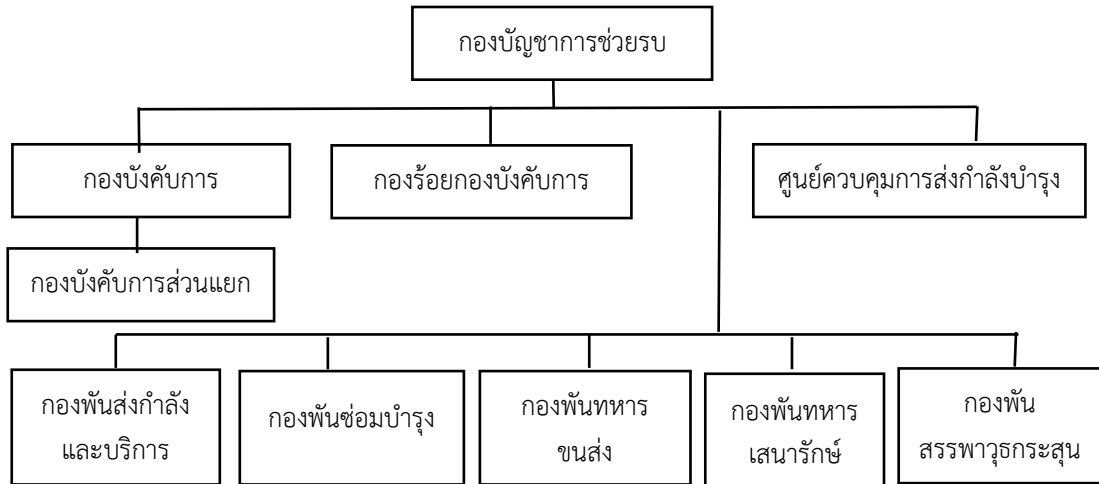 กองบัญชาการช่วยรบ
กองบังคับการ
กองร้อยกองบังคับการ
ศูนย์ควบคุมการส่งกำลังบำรุง
กองบังคับการส่วนแยก
กองพันส่งกำลัง
และบริการ
กองพันซ่อมบำรุง
กองพันทหาร
ขนส่ง
กองพันทหาร
เสนารักษ์
กองพัน
สรรพาวุธกระสุน